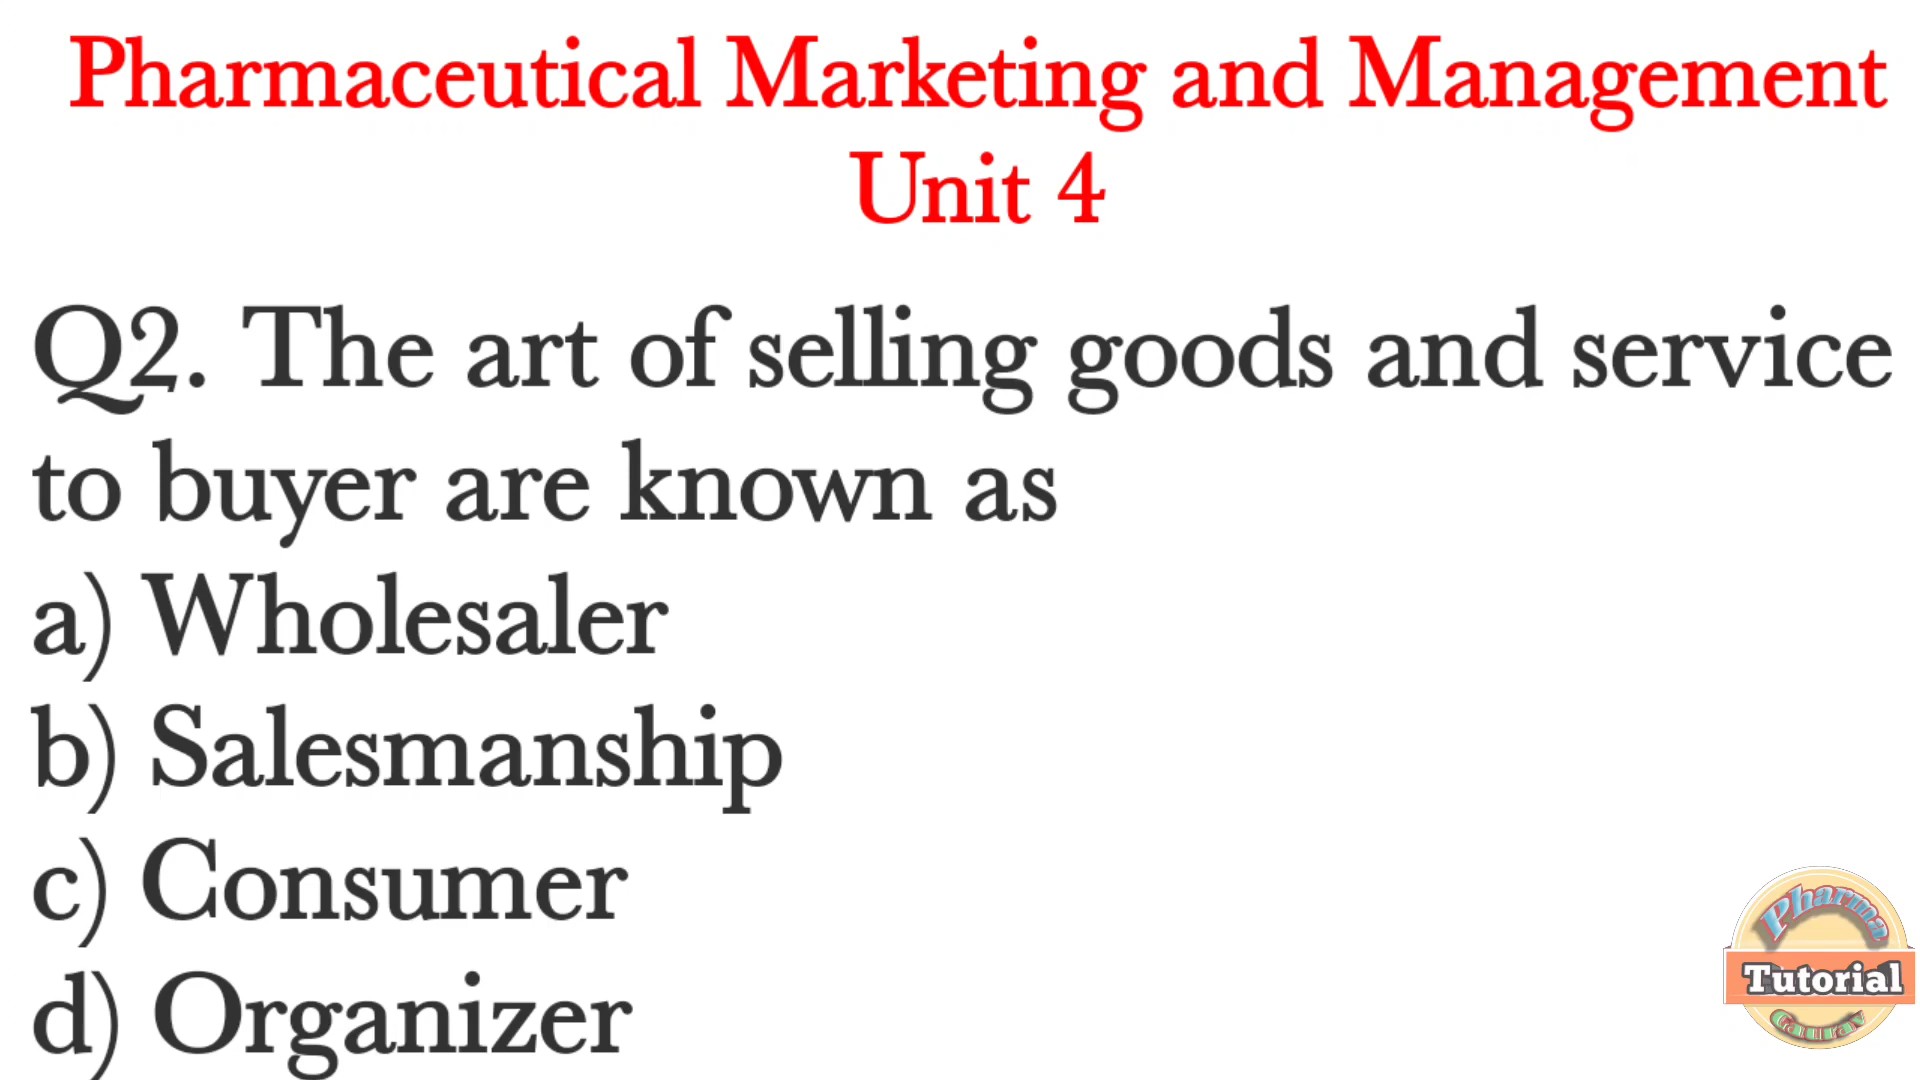 Pharmaceutical Marketing and Management
Unit 4
Q2. The art of selling goods and service
to buyer are known as
a) Wholesaler
b) Salesmanship
c) Consumer
d) Organizer
Pharma
Tutorial
Gaurav